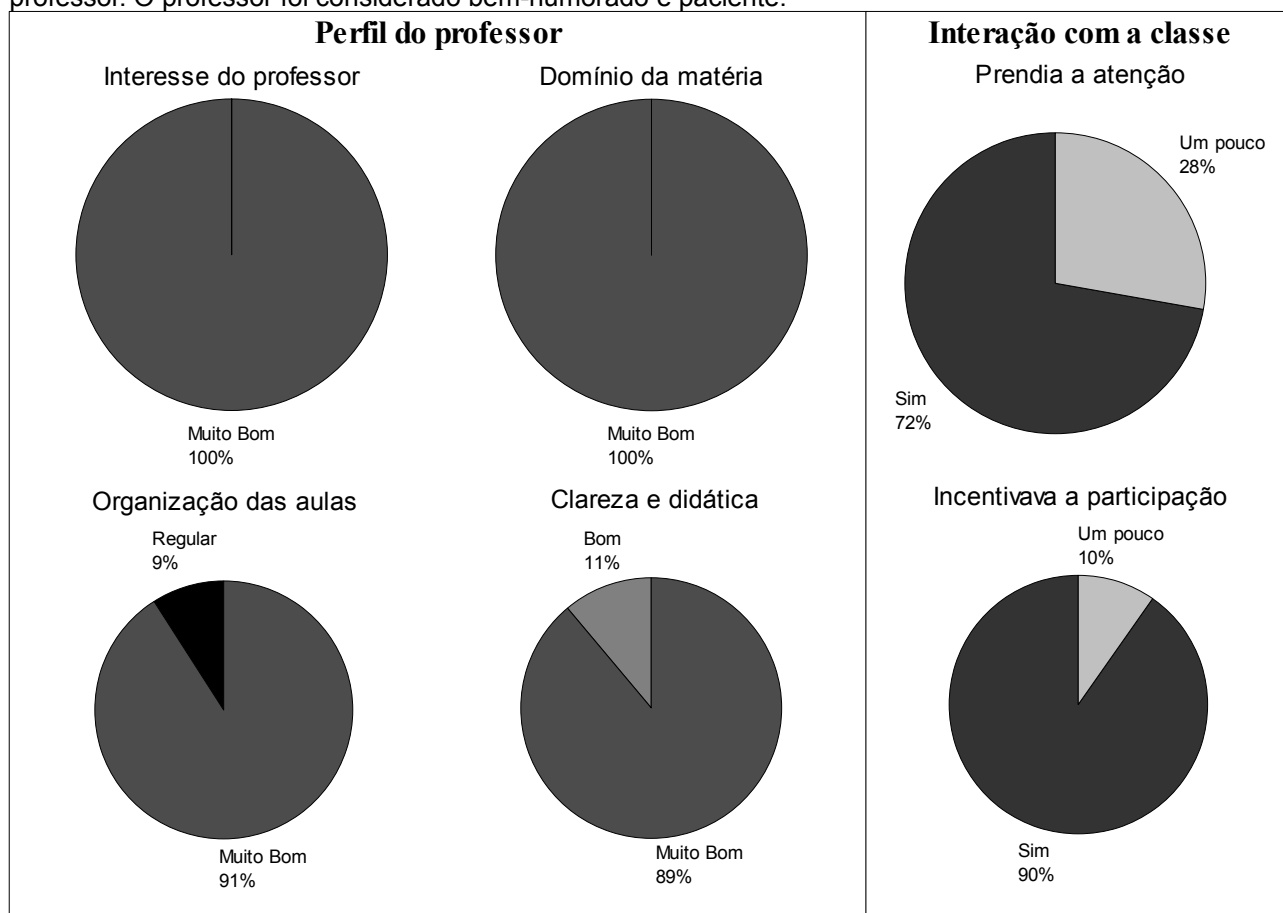 professor. O professor foi considerado bem-humorado e paciente.
Perfil do professor
Interesse do professor
Muito Bom
100%
Domínio da matéria
Muito Bom
100%
Organização das aulas
Regular
9%
Muito Bom
91%
Clareza e didática
Bom
11%
Muito Bom
89%
Interação com a classe
Prendia a atenção
Um pouco
28%
Sim
72%
Incentivava a participação
Um pouco
10%
Sim
90%